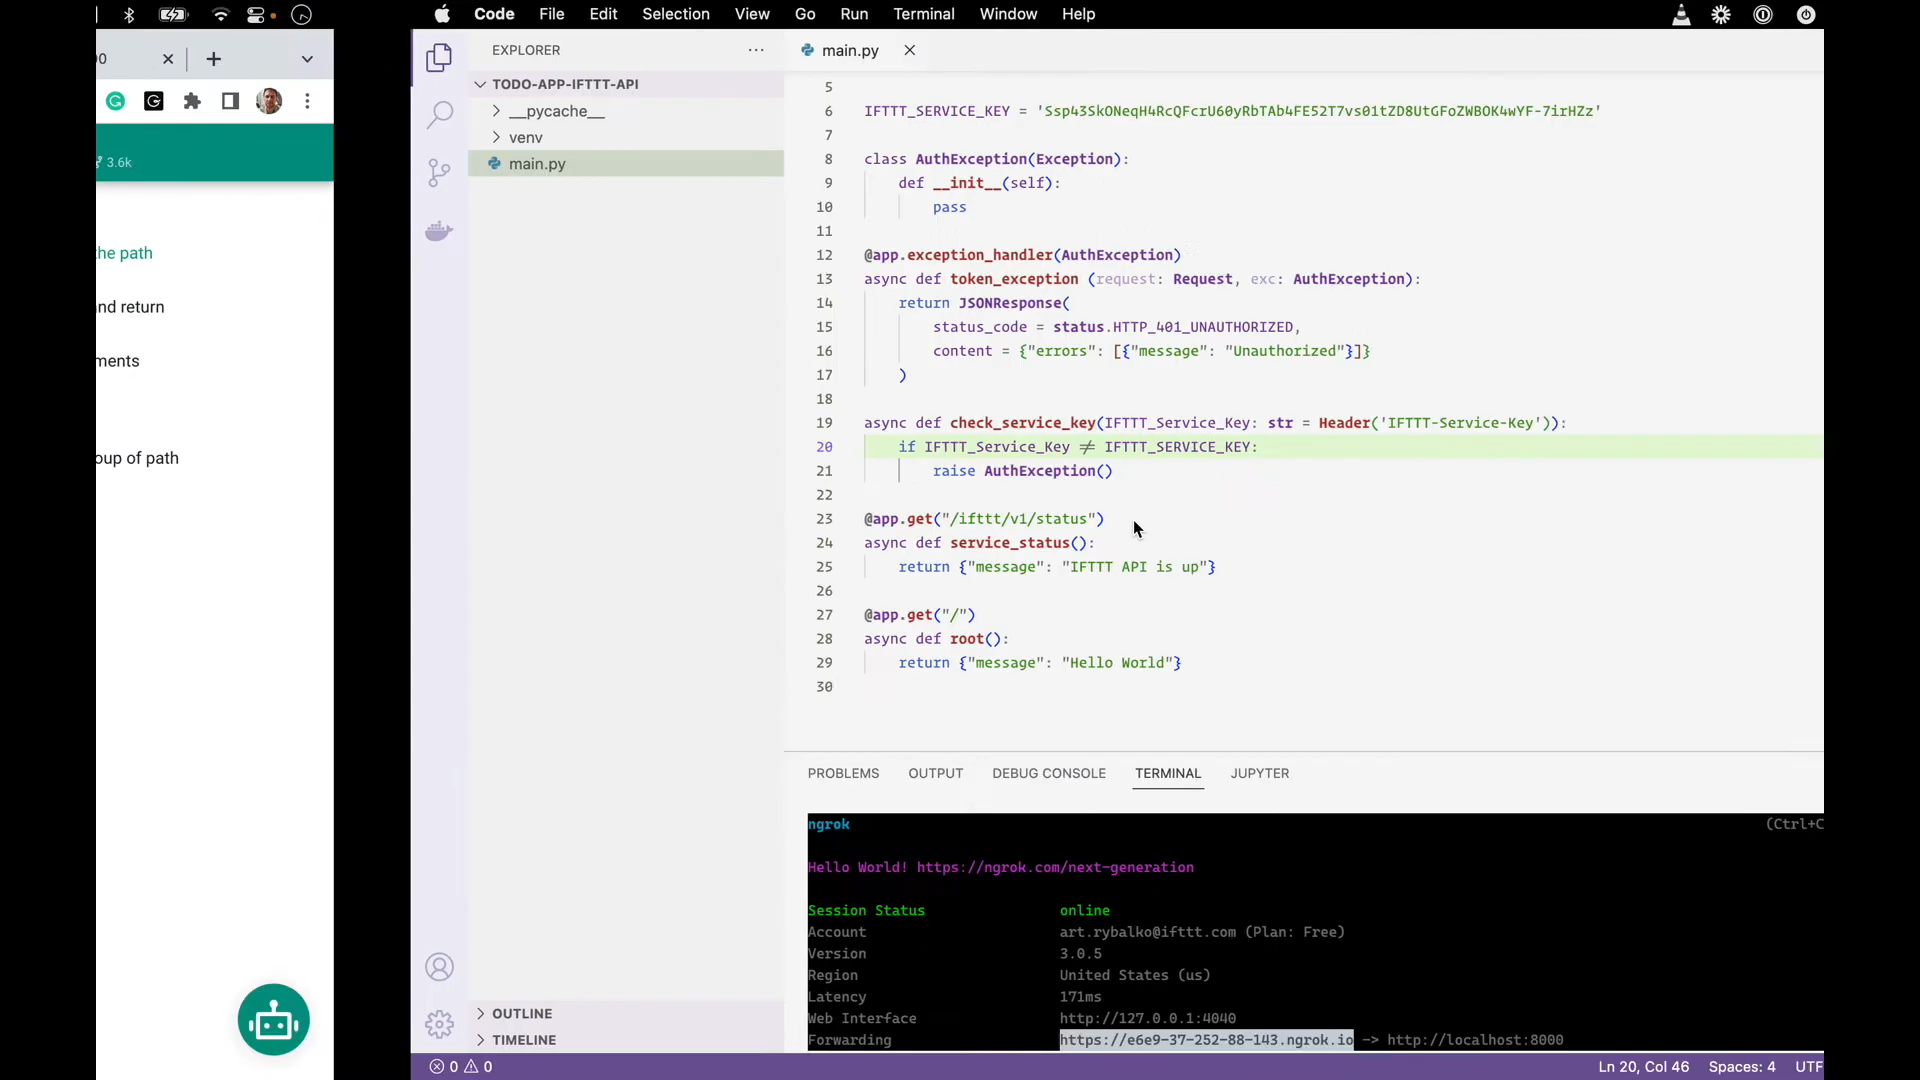 Code File Edit Selection View Go Run Terminal Window Help
3.6k
the path
and return
ments
oup of path
EXPLORER
TODO-APP-IFTTT-API
__pycache__
venv
main.py
OUTLINE
TIMELINE
main.py
5
6 IFTTT_SERVICE_KEY = 'Ssp43SkONeqH4RcQFcrU60yRbTAb4FE52T7vs01tZD8UtGFoZWBOK4wYF-7irHZz'
7
8 class AuthException(Exception):
9 def __init__(self):
10 pass
11
12 @app.exception_handler(AuthException)
13 async def token_exception (request: Request, exc: AuthException):
14 return JSONResponse(
15 status_code = status.HTTP_401_UNAUTHORIZED,
16 content = {"errors": [{"message": "Unauthorized"}]}
17 )
18
19 async def check_service_key(IFTTT_Service_Key: str = Header('IFTTT-Service-Key')):
20 if IFTTT_Service_Key ≠ IFTTT_SERVICE_KEY:
21 raise AuthException()
22
23 @app.get("/ifttt/v1/status")
24 async def service_status():
25 return {"message": "IFTTT API is up"}
26
27 @app.get("/")
28 async def root():
29 return {"message": "Hello World"}
30
PROBLEMS OUTPUT DEBUG CONSOLE TERMINAL JUPYTER
ngrok (Ctrl+C
Hello World! https://ngrok.com/next-generation
Session Status online
Account art.rybalko@ifttt.com (Plan: Free)
Version 3.0.5
Region United States (us)
Latency 171ms
Web Interface http://127.0.0.1:4040
Forwarding https://e6e9-37-252-88-143.ngrok.io -> http://localhost:8000
0 0 Ln 20, Col 46 Spaces: 4 UTF